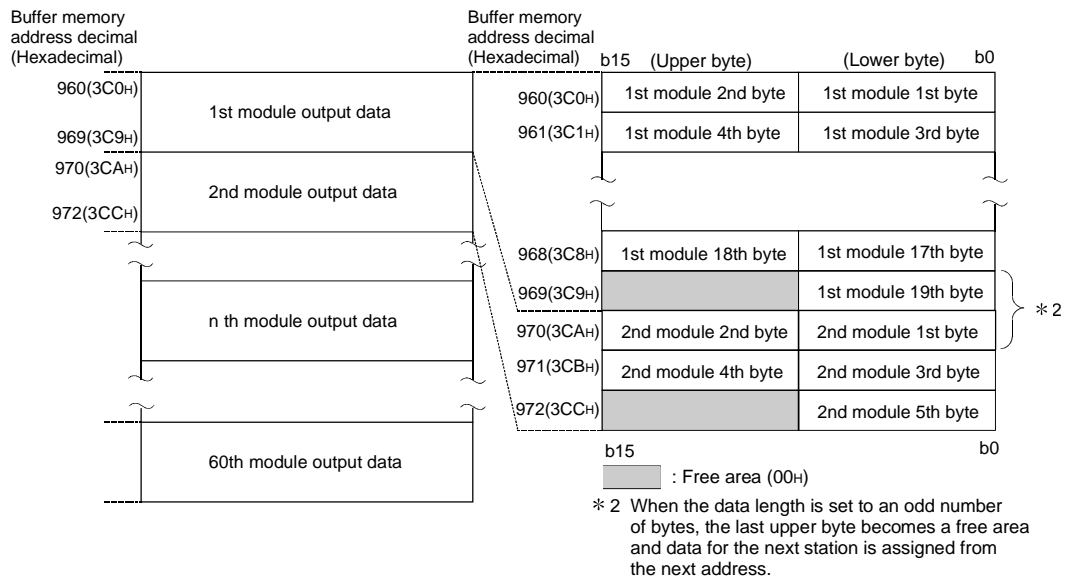 Buffer memory
address decimal
(Hexadecimal)
960(3C0H)
1st module output data
969(3C9H)
970(3CAH)
2nd module output data
972(3CCH)
n th module output data
60th module output data
Buffer memory
address decimal
(Hexadecimal)
b15 (Upper byte) (Lower byte) b0
960(3C0H) 1st module 2nd byte 1st module 1st byte
961(3C1H) 1st module 4th byte 1st module 3rd byte
968(3C8H) 1st module 18th byte 1st module 17th byte
969(3C9H) 1st module 19th byte
＊2
970(3CAH) 2nd module 2nd byte 2nd module 1st byte
971(3CBH) 2nd module 4th byte 2nd module 3rd byte
972(3CCH) 2nd module 5th byte
b15 b0
: Free area (00H)
＊2 When the data length is set to an odd number
of bytes, the last upper byte becomes a free area
and data for the next station is assigned from
the next address.